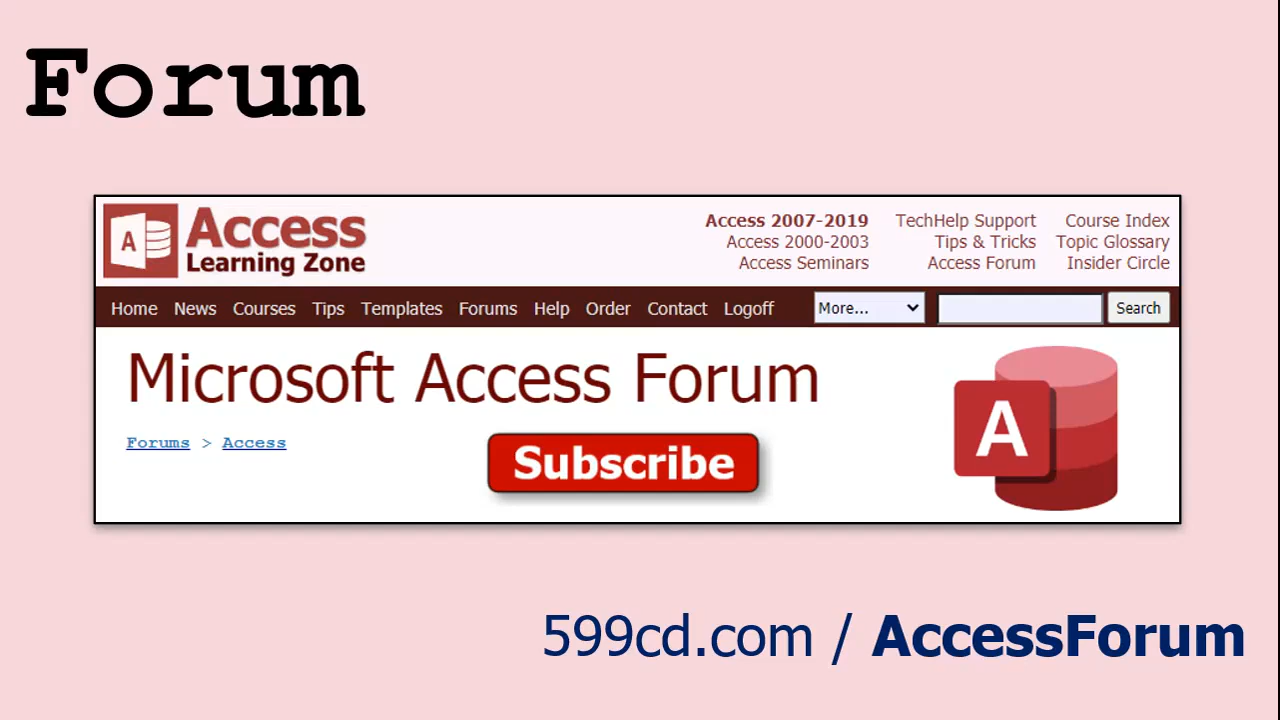 Forum
A
Access
Learning Zone
Access 2007-2019 TechHelp Support Course Index
Access 2000-2003 Tips & Tricks Topic Glossary
Access Seminars Access Forum Insider Circle
Home News Courses Tips Templates Forums Help Order Contact Logoff More... Search
Microsoft Access Forum
A
Forums > Access
Subscribe
599cd.com / AccessForum